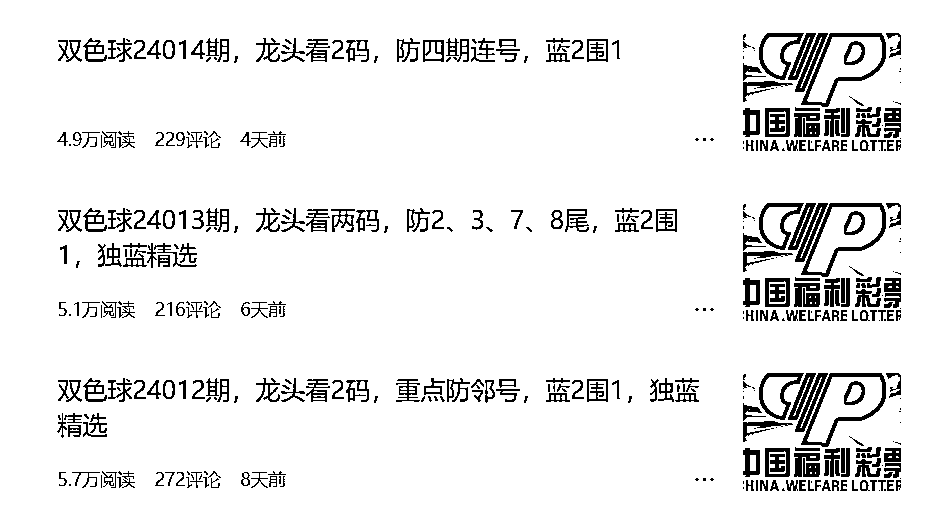 双色球24014期，龙头看2码，防四期连号，蓝2围1
4.9万阅读 229评论 4天前 ...
中国福利彩票
CHINA.WELFARE LOTTER
双色球24013期，龙头看两码，防2、3、7、8尾，蓝2围
1，独蓝精选
5.1万阅读 216评论 6天前 ...
中国福利彩票
CHINA.WELFARE LOTTER
双色球24012期，龙头看2码，重点防邻号，蓝2围1，独蓝
精选
5.7万阅读 272评论 8天前 ...
中国福利彩票
CHINA.WELFARE LOTTER